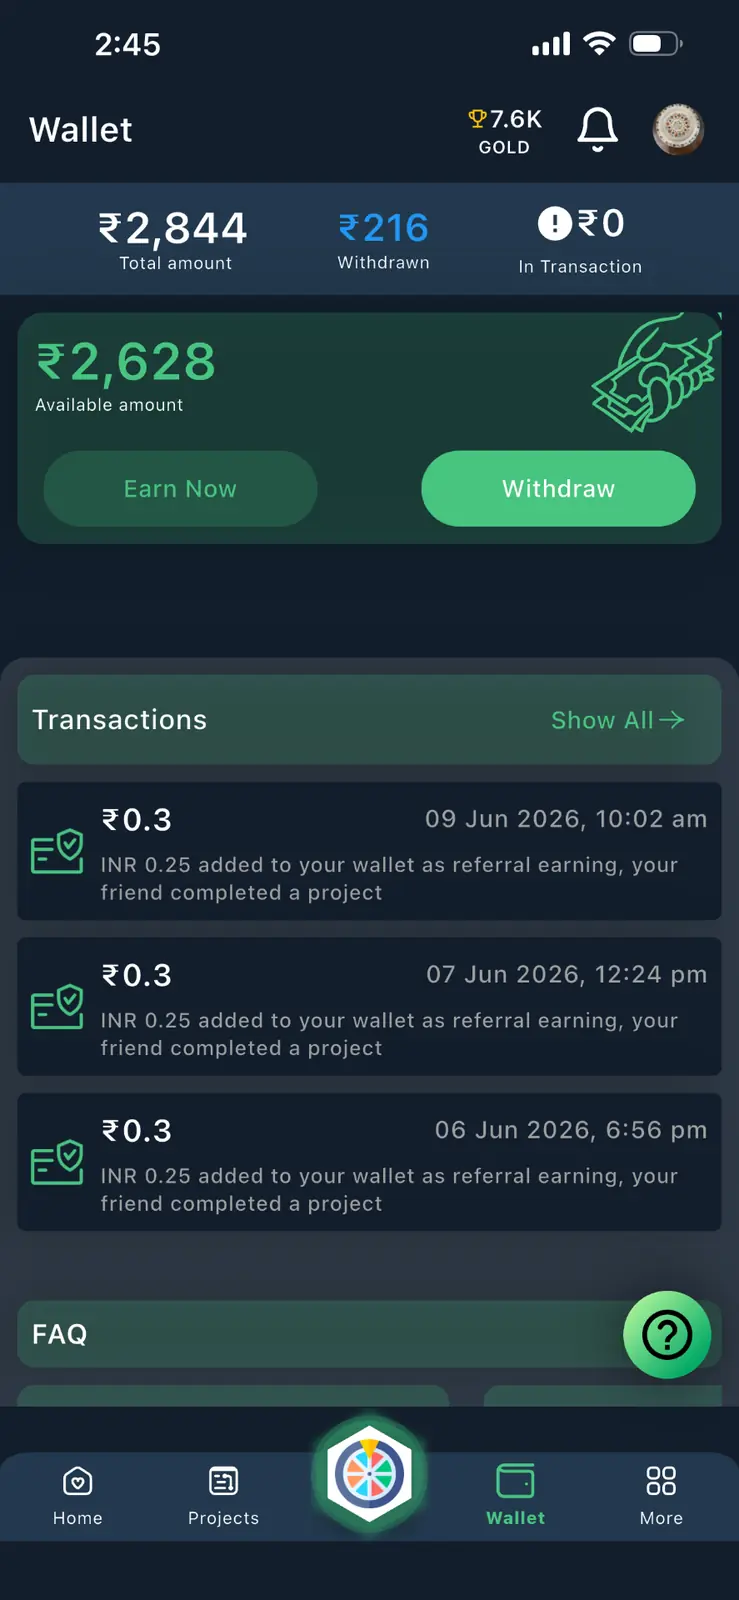 2:45
Wallet
7.6K
GOLD
₹2,844
Total amount
₹216
Withdrawn
₹0
In Transaction
₹2,628
Available amount
Earn Now
Withdraw
Transactions
Show All→
₹0.3
09 Jun 2026, 10:02 am
INR 0.25 added to your wallet as referral earning, your
friend completed a project
₹0.3
07 Jun 2026, 12:24 pm
INR 0.25 added to your wallet as referral earning, your
friend completed a project
₹0.3
06 Jun 2026, 6:56 pm
INR 0.25 added to your wallet as referral earning, your
friend completed a project
FAQ
Home
Projects
Wallet
More